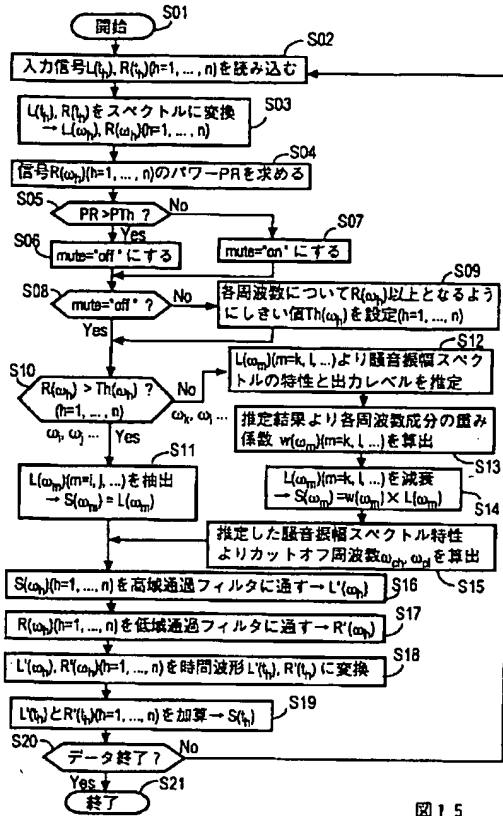 開始
S01
S02
入力信号L(tₕ), R(tₕ)(h=1, ..., n)を読み込む
L(tₕ), R(tₕ)をスペクトルに変換
→ L(ωₕ), R(ωₕ)(h=1, ..., n)
S03
S04
信号R(ωₕ)(h=1, ..., n)のパワーPRを求める
S05
PR>PTh ?
No
Yes
S06
mute="off" にする
S07
mute="on" にする
S08
mute="off" ?
No
Yes
S09
各周波数についてR(ωₕ)以上となるよう
にしきい値Th(ωₕ)を設定(h=1, ..., n)
S10
R(ωₕ) > Th(ωₕ) ?
(h=1, ..., n)
No
ωₖ, ωₗ ...
ωᵢ, ωⱼ ...
Yes
S12
L(ωₘ)(m=k, l, ...)より騒音振幅スペク
トルの特性と出力レベルを推定
推定結果より各周波数成分の重み
係数 w(ωₘ)(m=k, l, ...)を算出
S13
S11
L(ωₘ)(m=i, j, ...)を抽出
→ S(ωₘ) = L(ωₘ)
L(ωₘ)(m=k, l, ...)を減衰
→ S(ωₘ) =w(ωₘ) × L(ωₘ)
S14
推定した騒音振幅スペクトル特性
よりカットオフ周波数ω_ch, ω_cl を算出
S15
S(ωₕ)(h=1, ..., n)を高域通過フィルタに通す→ L'(ωₕ)
S16
R(ωₕ)(h=1, ..., n)を低域通過フィルタに通す→ R'(ωₕ)
S17
L'(ωₕ), R'(ωₕ)(h=1, ..., n)を時間波形 L'(tₕ), R'(tₕ) に変換
S18
L'(tₕ)とR'(tₕ)(h=1, ..., n)を加算→ S(tₕ)
S19
S20
データ終了 ?
No
Yes
S21
終了
図15